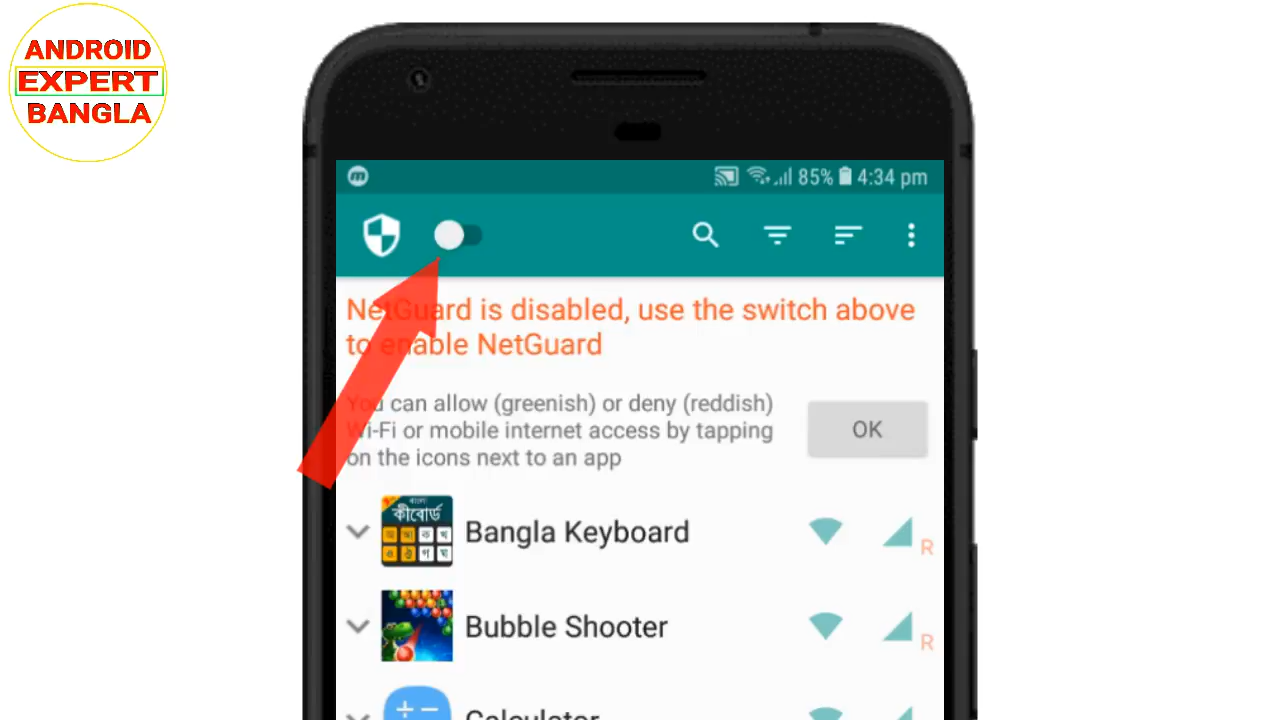 ANDROID
EXPERT
BANGLA
85% 4:34 pm
NetGuard is disabled, use the switch above
to enable NetGuard
You can allow (greenish) or deny (reddish)
Wi-Fi or mobile internet access by tapping
on the icons next to an app
OK
কীবোর্ড
Bangla Keyboard
R
Bubble Shooter
R
Calculator